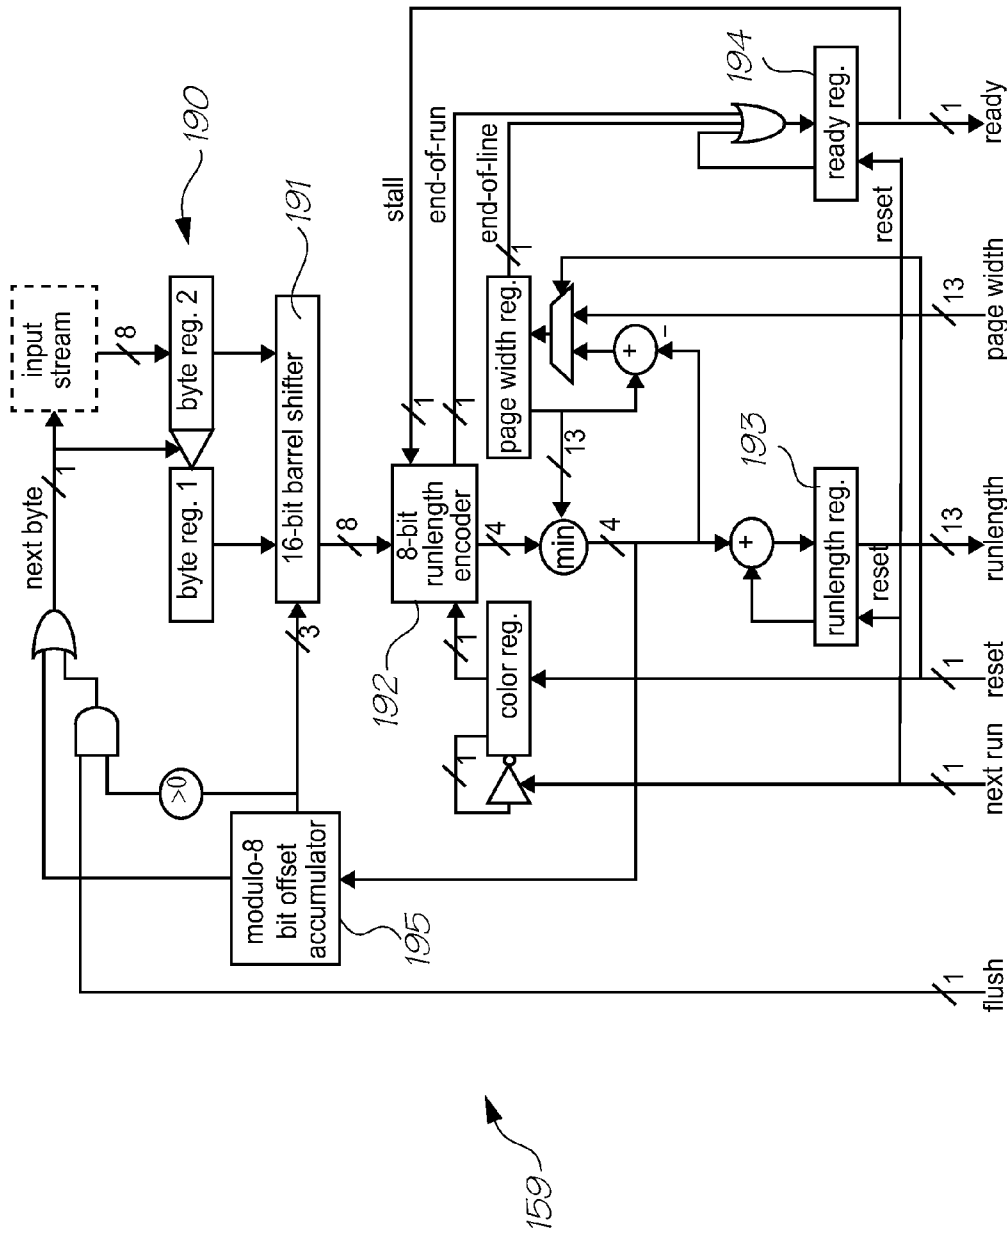 190
input
stream
next byte
1
8
byte reg. 1
byte reg. 2
191
16-bit barrel shifter
3
8
>0
modulo-8
bit offset
accumulator
195
stall
1
end-of-run
1
end-of-line
1
192
8-bit
runlength
encoder
4
min
4
13
page width reg.
+
−
1
color reg.
1
+
193
runlength reg.
reset
194
ready reg.
reset
1
flush
1
next run
1
reset
13
runlength
13
page width
1
ready
159